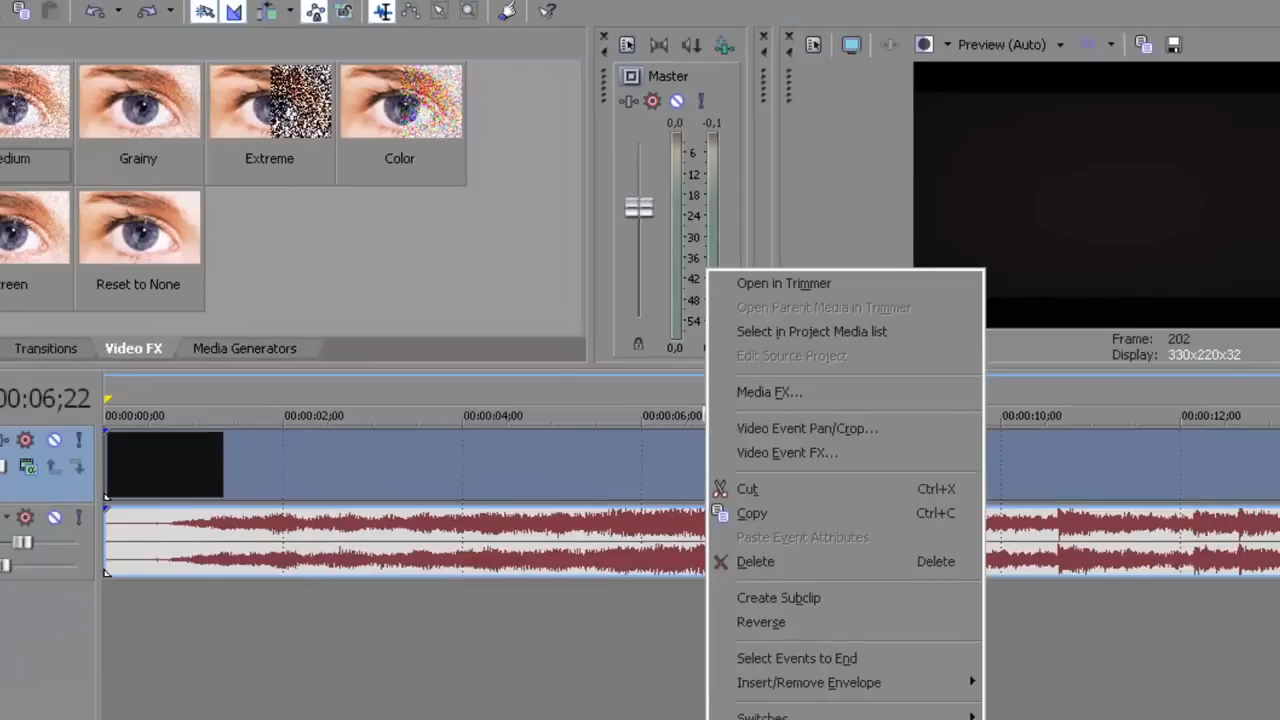 Preview (Auto)
Master
0,0 -0,1
6
12
18
24
30
36
42
48
54
0,0
Grainy
Extreme
Color
Reset to None
Transitions
Video FX
Media Generators
Frame: 202
Display: 330x220x32
00:00:06,22
00:00:00;00
00:00:02;00
00:00:04;00
00:00:06;00
00:00:10;00
00:00:12;00
Open in Trimmer
Open Parent Media in Trimmer
Select in Project Media list
Edit Source Project
Media FX...
Video Event Pan/Crop...
Video Event FX...
Cut Ctrl+X
Copy Ctrl+C
Paste Event Attributes
Delete Delete
Create Subclip
Reverse
Select Events to End
Insert/Remove Envelope
Switches